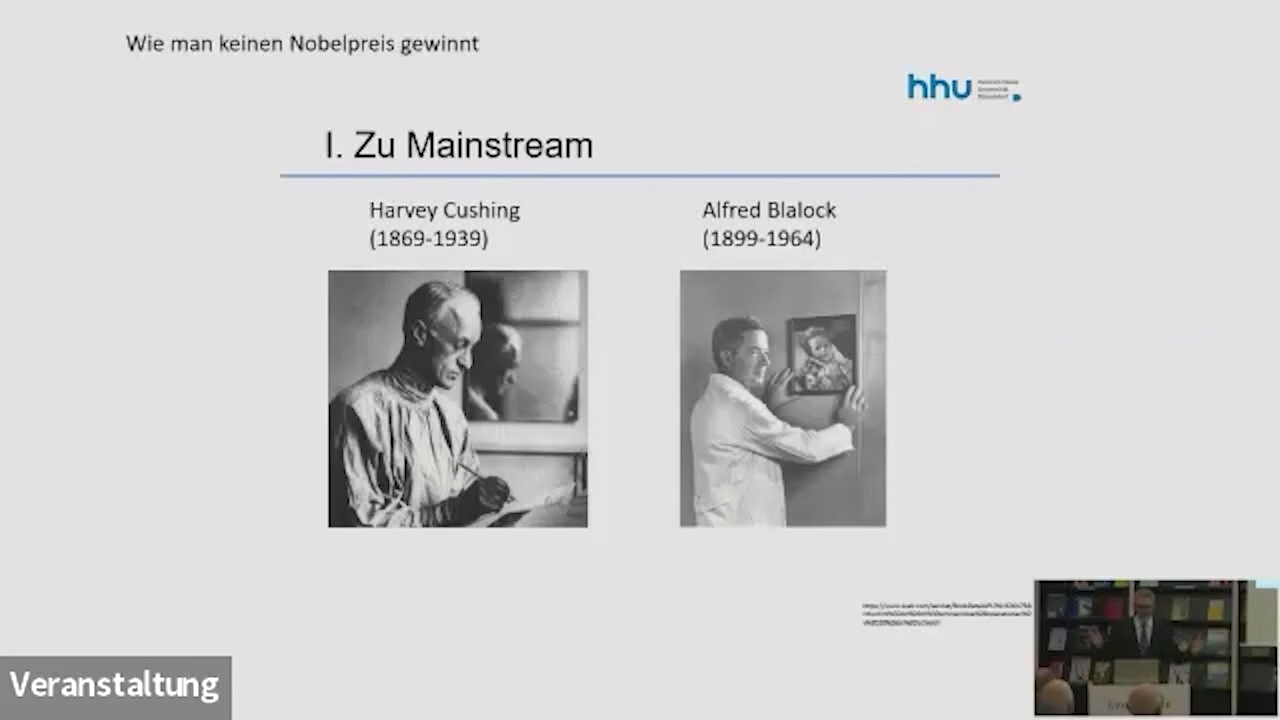 Wie man keinen Nobelpreis gewinnt
hhu
I. Zu Mainstream
Harvey Cushing
(1869-1939)
Alfred Blalock
(1899-1964)
Veranstaltung